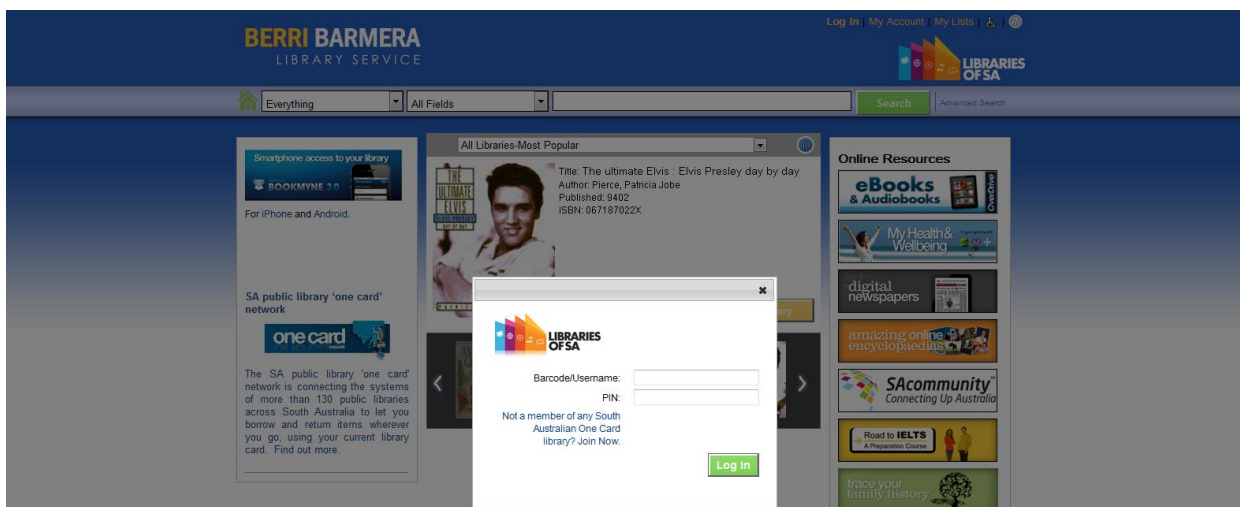 Log In | My Account | My Lists
BERRI BARMERA
LIBRARY SERVICE
LIBRARIES
OF SA
Everything
All Fields
Search
Advanced Search
Smartphone access to your library
BOOKMYNE 3.0
For iPhone and Android.
SA public library 'one card'
network
one card
The SA public library 'one card'
network is connecting the systems
of more than 130 public libraries
across South Australia to let you
borrow and return items wherever
you go, using your current library
card. Find out more.
All Libraries-Most Popular
THE
ULTIMATE
ELVIS
DAY BY DAY
Title: The ultimate Elvis : Elvis Presley day by day
Author: Pierce, Patricia Jobe
Published: 9402
ISBN: 067187022X
LIBRARIES
OF SA
Barcode/Username:
PIN:
Not a member of any South
Australian One Card
library? Join Now.
Log In
Online Resources
eBooks
& Audiobooks
OverDrive
My Health &
Wellbeing
digital
newspapers
amazing online
encyclopaedias
SAcommunity
Connecting Up Australia
Road to IELTS
A Preparation Course
trace your
family history